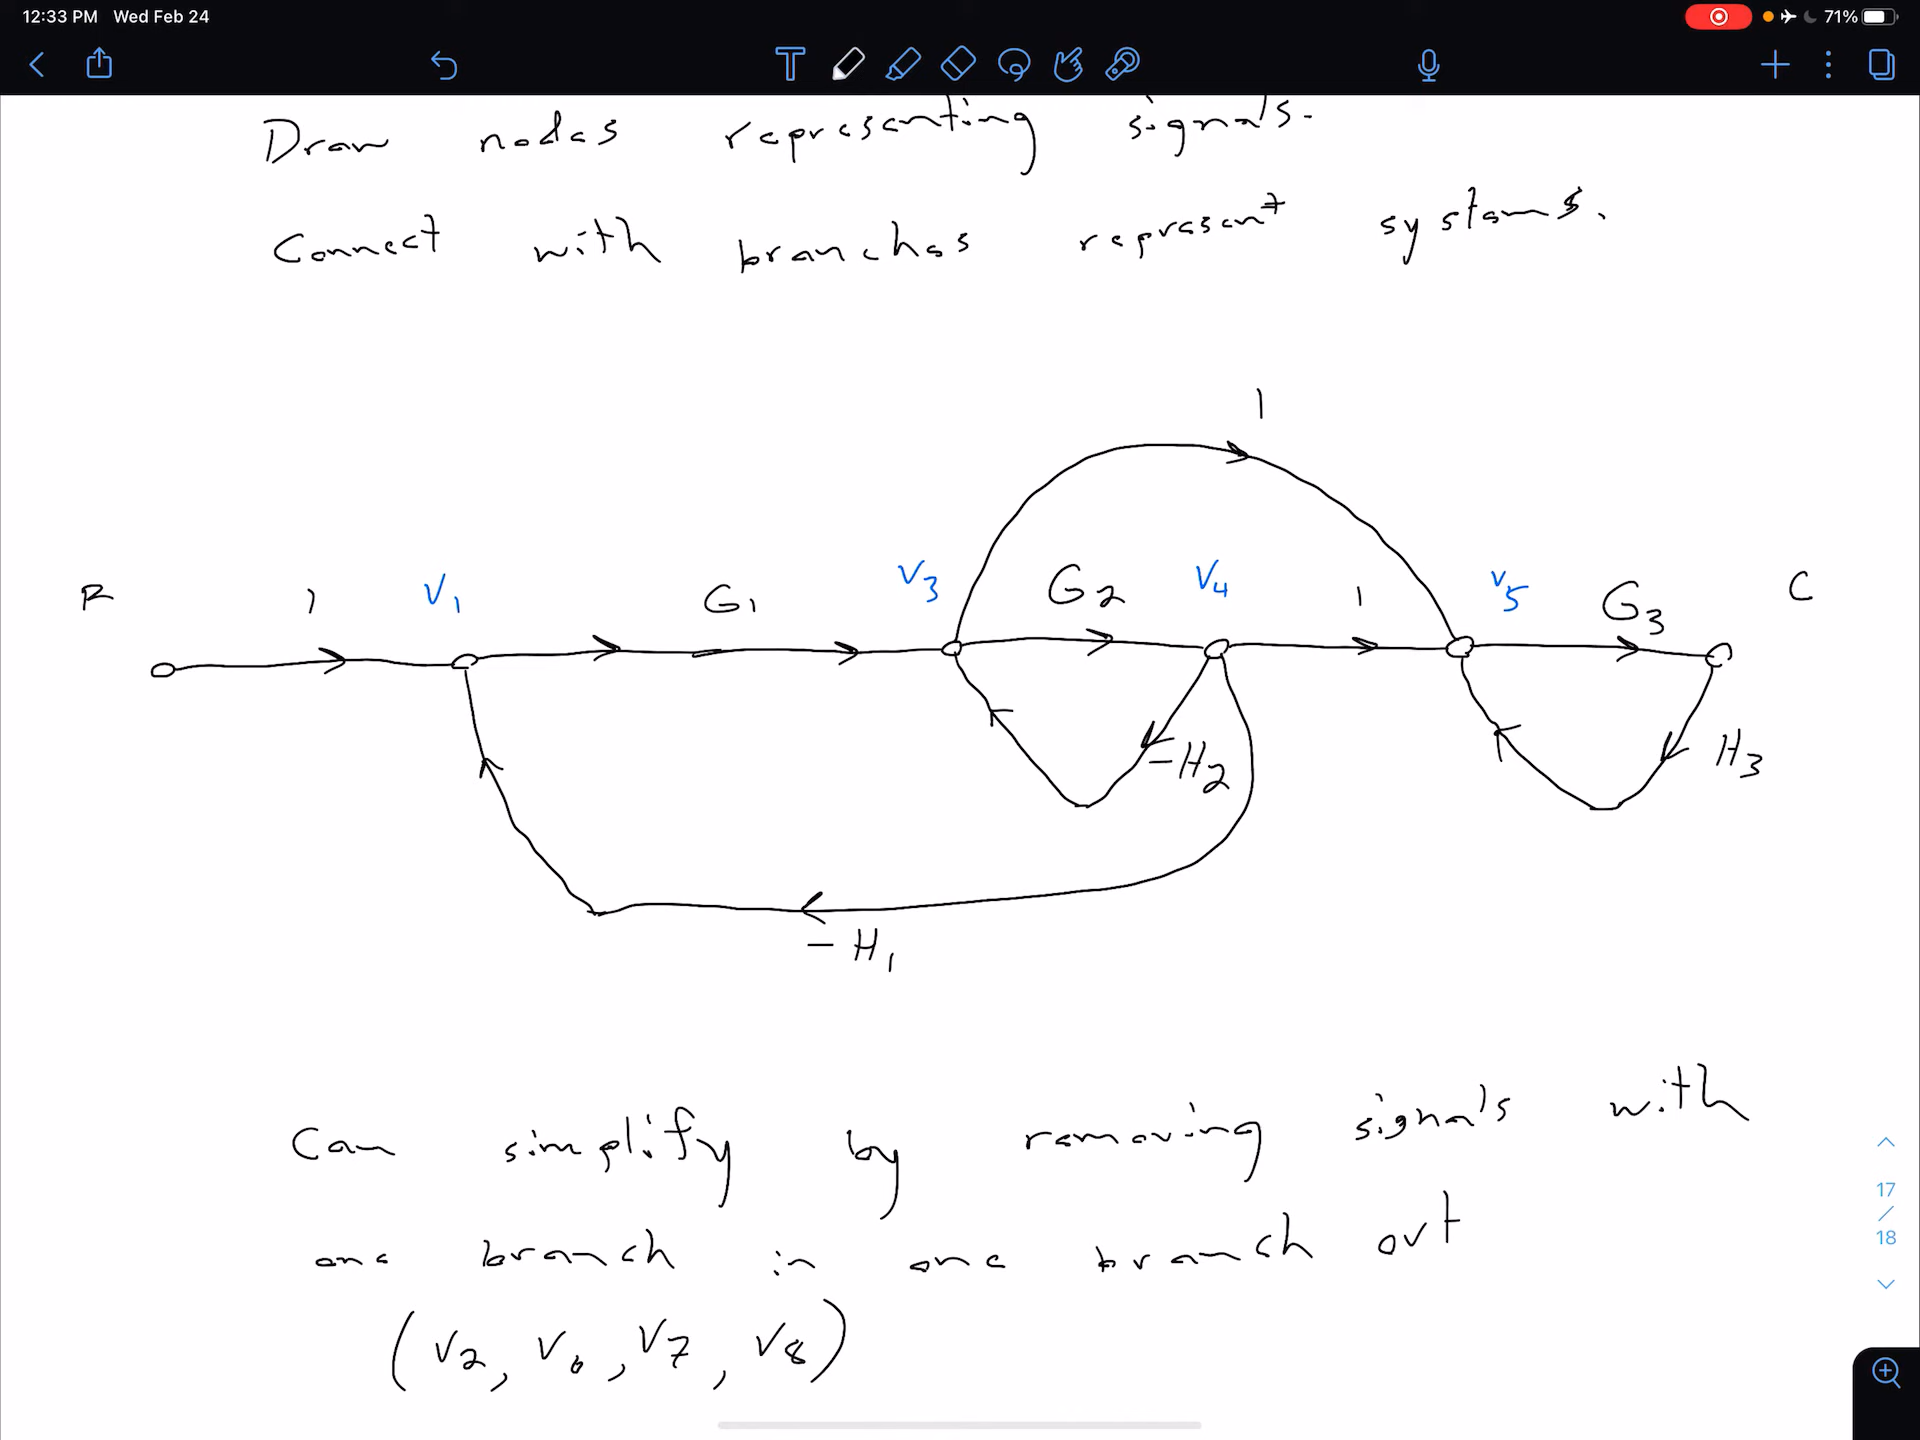 12:33 PM Wed Feb 24
71%
T
Draw nodes representing signals.
Connect with branches represent systems.
1
R 1 V1 G1 V3 G2 V4 1 V5 G3 C
-H2 H3
-H1
Can simplify by removing signals with
one branch in one branch out
(V2, V6, V7, V8)
17
/
18